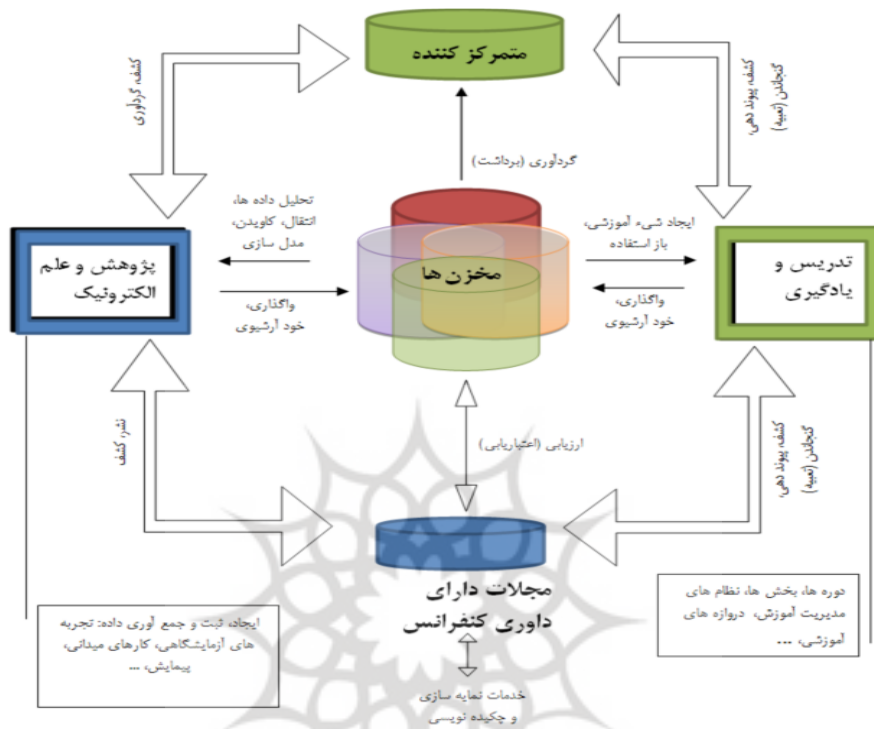 متمرکز کننده
کشف، گردآوری
گنجاندن (تعبیه)
کشف، پیوند دهی،
گردآوری (برداشت)
تحلیل داده ها،
انتقال، کاویدن،
مدل سازی
ایجاد شیء آموزشی،
باز استفاده
پژوهش و علم
الکترونیک
مخزن ها
تدریس و
یادگیری
واگذاری،
خود آرشیوی
واگذاری،
خود آرشیوی
نشر، کشف
ارزیابی (اعتباریابی)
کشف، پیوند دهی،
گنجاندن (تعبیه)
مجلات دارای
داوری کنفرانس
دوره ها، بخش ها، نظام های
مدیریت آموزش، دروازه های
آموزشی، ...
ایجاد، ثبت و جمع آوری داده: تجربه
های آزمایشگاهی، کارهای میدانی،
پیمایش، ...
خدمات نمایه سازی
و چکیده نویسی